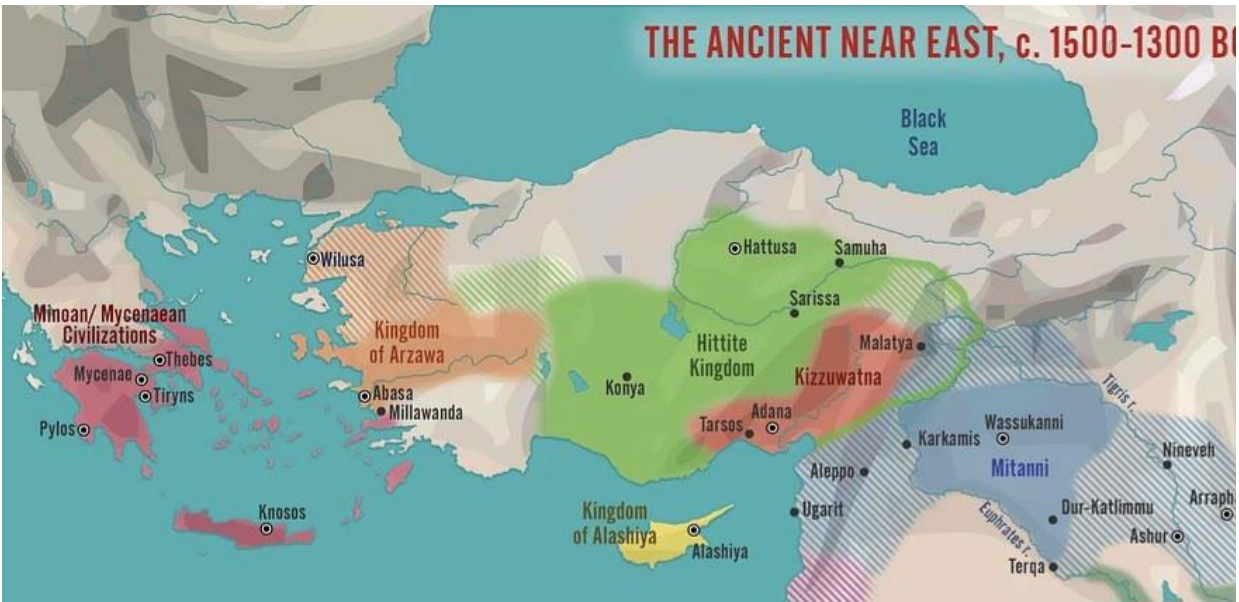 THE ANCIENT NEAR EAST, c. 1500-1300 BC
Black
Sea
Hattusa
Samuha
Wilusa
Sarissa
Minoan/ Mycenaean
Civilizations
Kingdom
of Arzawa
Hittite
Kingdom
Malatya
Thebes
Mycenae
Tiryns
Konya
Kizzuwatna
Tigris r.
Abasa
Millawanda
Adana
Tarsos
Pylos
Wassukanni
Karkamis
Nineveh
Mitanni
Aleppo
Knosos
Kingdom
of Alashiya
Ugarit
Dur-Katlimmu
Arrapha
Euphrates r.
Alashiya
Ashur
Terqa